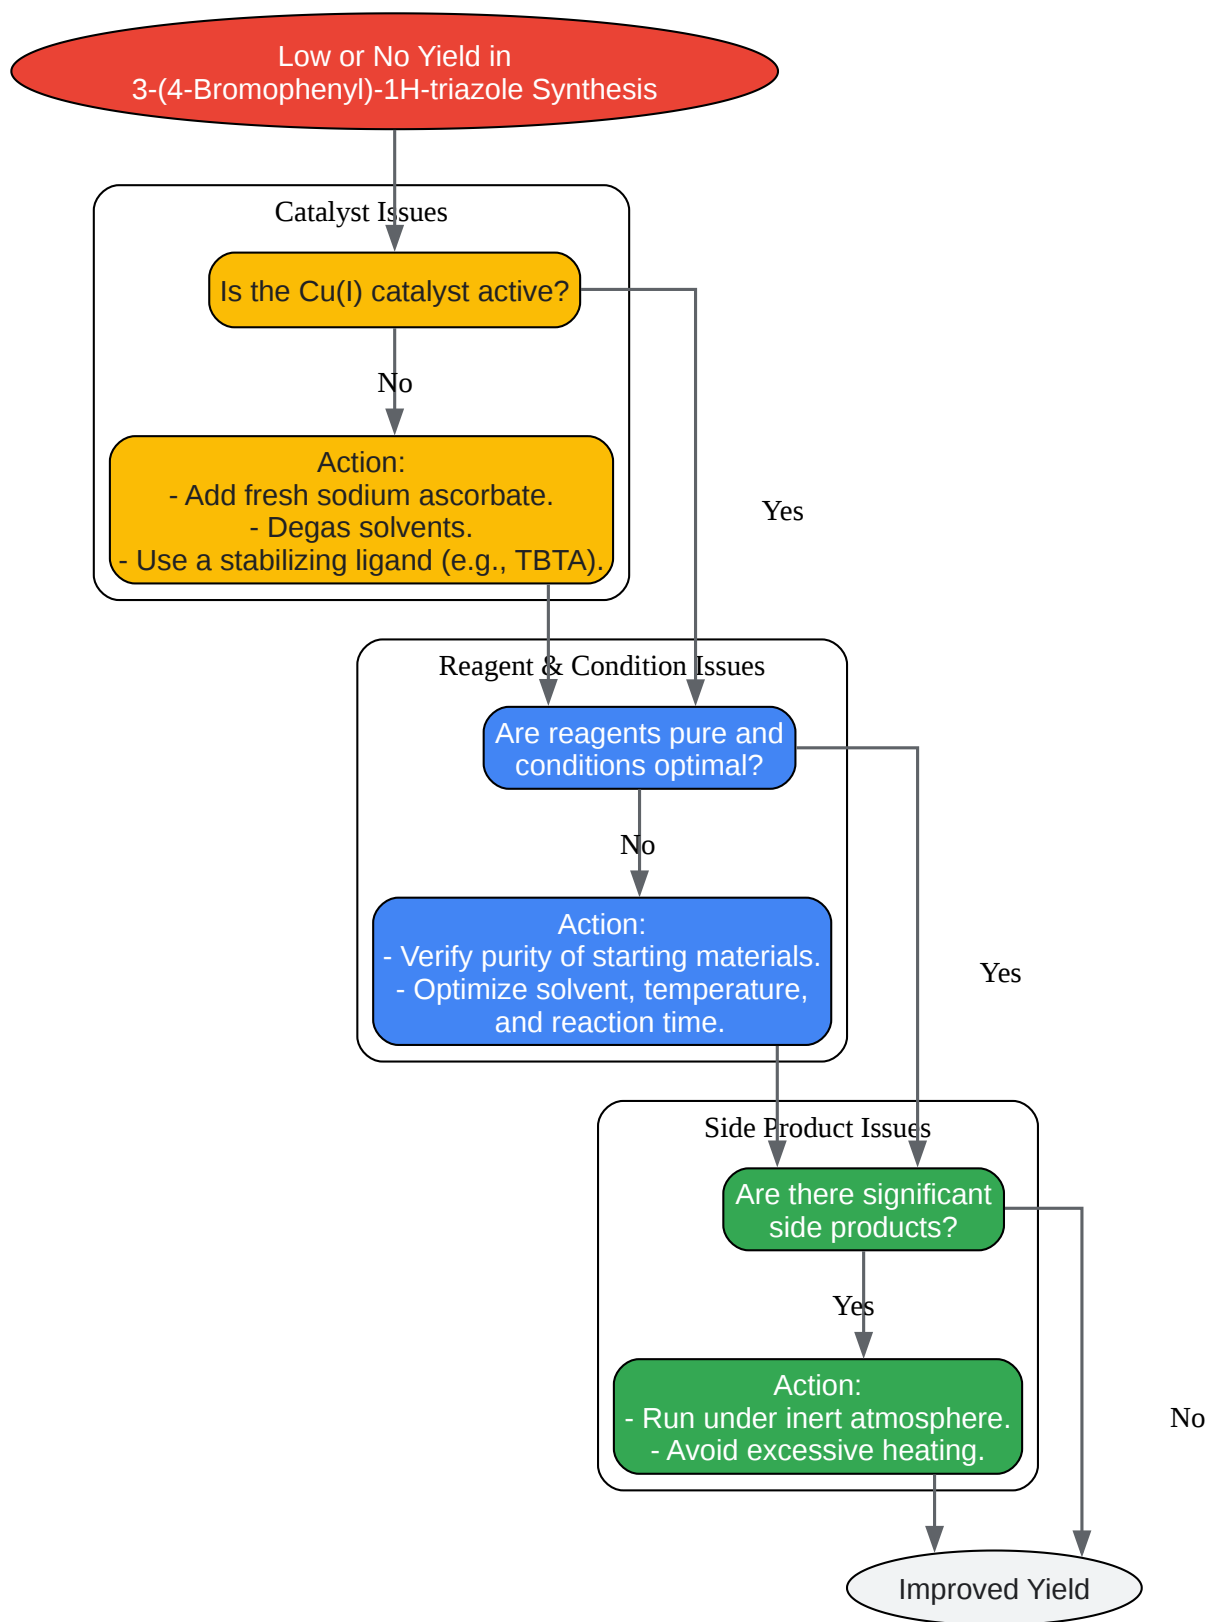 Low or No Yield in
3-(4-Bromophenyl)-1H-triazole Synthesis
Catalyst Issues
Is the Cu(I) catalyst active?
No
Action:
- Add fresh sodium ascorbate.
- Degas solvents.
- Use a stabilizing ligand (e.g., TBTA).
Yes
Reagent & Condition Issues
Are reagents pure and
conditions optimal?
No
Action:
- Verify purity of starting materials.
- Optimize solvent, temperature,
and reaction time.
Yes
Side Product Issues
Are there significant
side products?
Yes
Action:
- Run under inert atmosphere.
- Avoid excessive heating.
No
Improved Yield